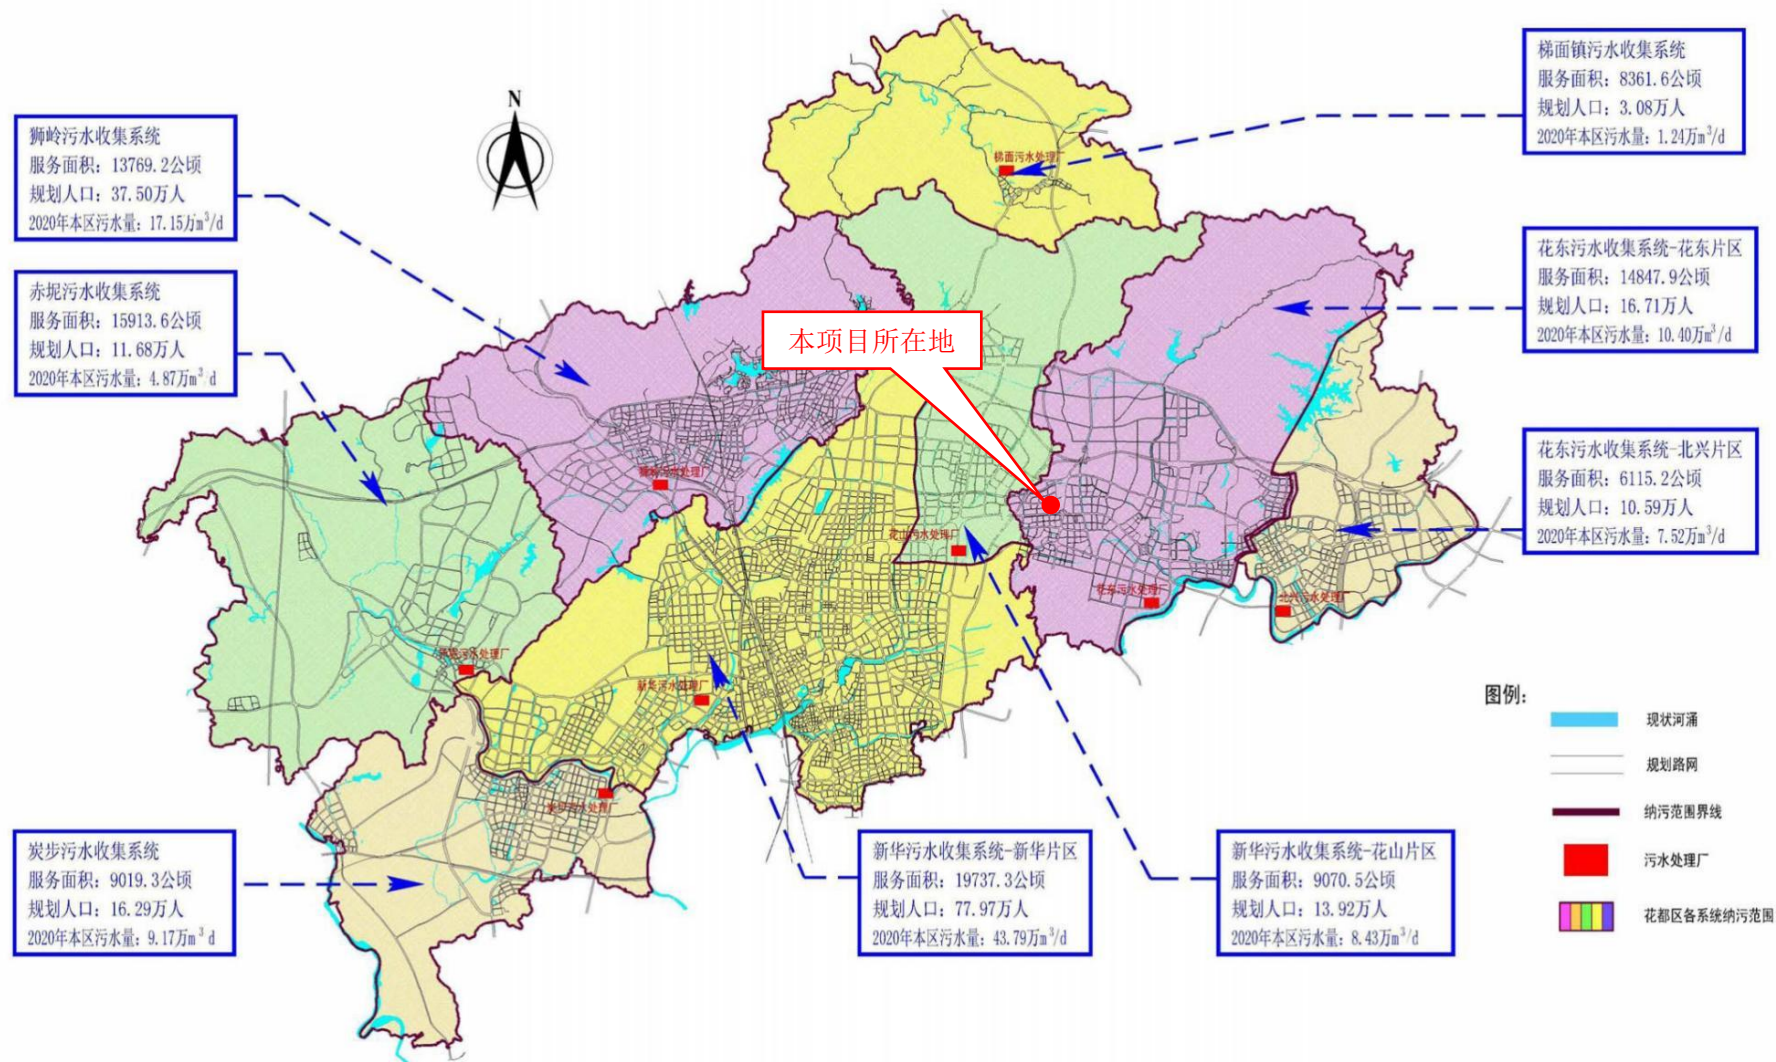 梯面镇污水收集系统
服务面积：8361.6公顷
规划人口：3.08万人
2020年本区污水量：1.24万m³/d
N
狮岭污水收集系统
服务面积：13769.2公顷
规划人口：37.50万人
2020年本区污水量：17.15万m³/d
梯面污水处理厂
花东污水收集系统-花东片区
服务面积：14847.9公顷
规划人口：16.71万人
2020年本区污水量：10.40万m³/d
赤坭污水收集系统
服务面积：15913.6公顷
规划人口：11.68万人
2020年本区污水量：4.87万m³/d
本项目所在地
花东污水收集系统-北兴片区
服务面积：6115.2公顷
规划人口：10.59万人
2020年本区污水量：7.52万m³/d
污水处理厂
花山污水处理厂
花东污水处理厂
北兴污水处理厂
污水处理厂
新华污水处理厂
污水处理厂
图例：
现状河涌
规划路网
纳污范围界线
污水处理厂
花都区各系统纳污范围
炭步污水收集系统
服务面积：9019.3公顷
规划人口：16.29万人
2020年本区污水量：9.17万m³ d
新华污水收集系统-新华片区
服务面积：19737.3公顷
规划人口：77.97万人
2020年本区污水量：43.79万m³/d
新华污水收集系统-花山片区
服务面积：9070.5公顷
规划人口：13.92万人
2020年本区污水量：8.43万m³/d